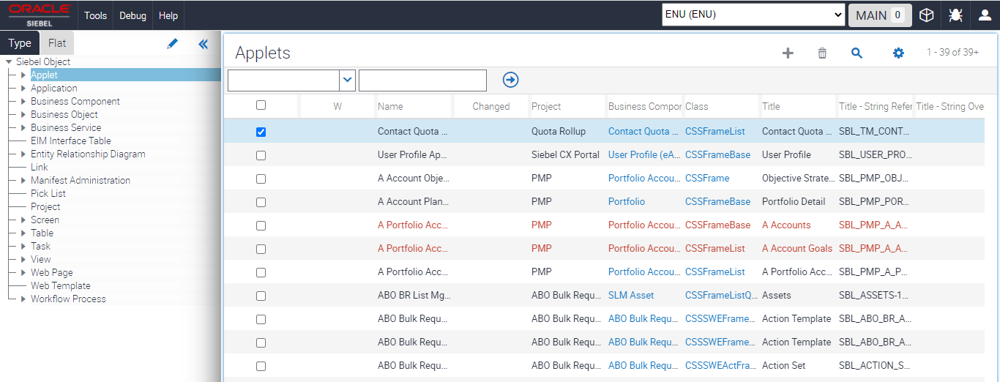 ORACLE
SIEBEL
Tools Debug Help
ENU (ENU)
MAIN 0
Type Flat
Siebel Object
Applet
Application
Business Component
Business Object
Business Service
EIM Interface Table
Entity Relationship Diagram
Link
Manifest Administration
Pick List
Project
Screen
Table
Task
View
Web Page
Web Template
Workflow Process
Applets
1 - 39 of 39+
W Name Changed Project Business Compor Class Title Title - String Refer Title - String Ove
Contact Quota ... Quota Rollup Contact Quota ... CSSFrameList Contact Quota ... SBL_TM_CONT...
User Profile Ap... Siebel CX Portal User Profile (eA... CSSFrameBase User Profile SBL_USER_PRO...
A Account Obje... PMP Portfolio Accou... CSSFrame Objective Strate... SBL_PMP_OBJ...
A Account Plan... PMP Portfolio CSSFrameBase Portfolio Detail SBL_PMP_POR...
A Portfolio Acc... PMP Portfolio Accou... CSSFrameBase A Accounts SBL_PMP_A_A...
A Portfolio Acc... PMP Portfolio Accou... CSSFrameList A Account Goals SBL_PMP_A_A...
A Portfolio Acc... PMP Portfolio Accou... CSSFrameList A Portfolio Acc... SBL_PMP_A_P...
ABO BR List Mg... ABO Bulk Requ... SLM Asset CSSFrameListQ... Assets SBL_ASSETS-1...
ABO Bulk Requ... ABO Bulk Requ... ABO Bulk Requ... CSSSWEFrame... Action Template SBL_ABO_BR_A...
ABO Bulk Requ... ABO Bulk Requ... ABO Bulk Requ... CSSSWEFrame... Action Template SBL_ABO_BR_A...
ABO Bulk Requ... ABO Bulk Requ... ABO Bulk Requ... CSSSWEActFra... Action Set SBL_ACTION_S...